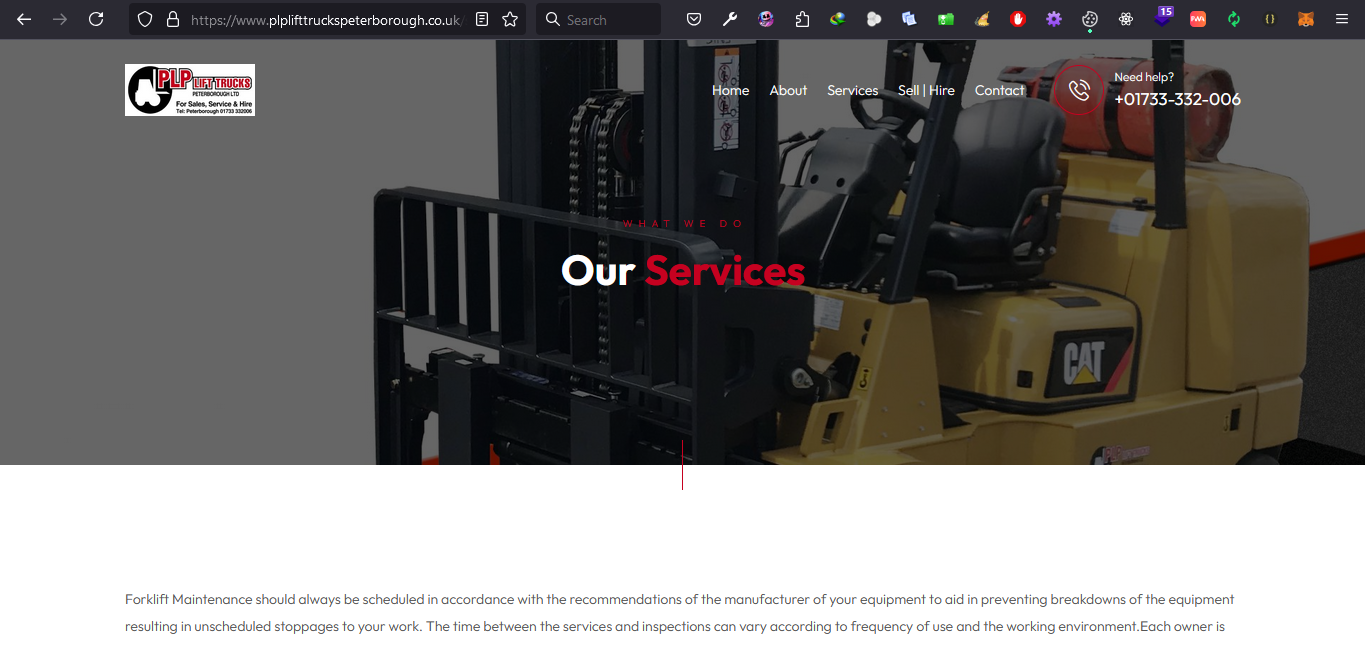 https://www.plplifttruckspeterborough.co.uk/
Search
15
PWA
PLP LIFT TRUCKS
PETERBOROUGH LTD
For Sales, Service & Hire
Tel: Peterborough 01733 332006
Home About Services Sell | Hire Contact
Need help?
+01733-332-006
WHAT WE DO
Our Services
CAT
Forklift Maintenance should always be scheduled in accordance with the recommendations of the manufacturer of your equipment to aid in preventing breakdowns of the equipment
resulting in unscheduled stoppages to your work. The time between the services and inspections can vary according to frequency of use and the working environment.Each owner is